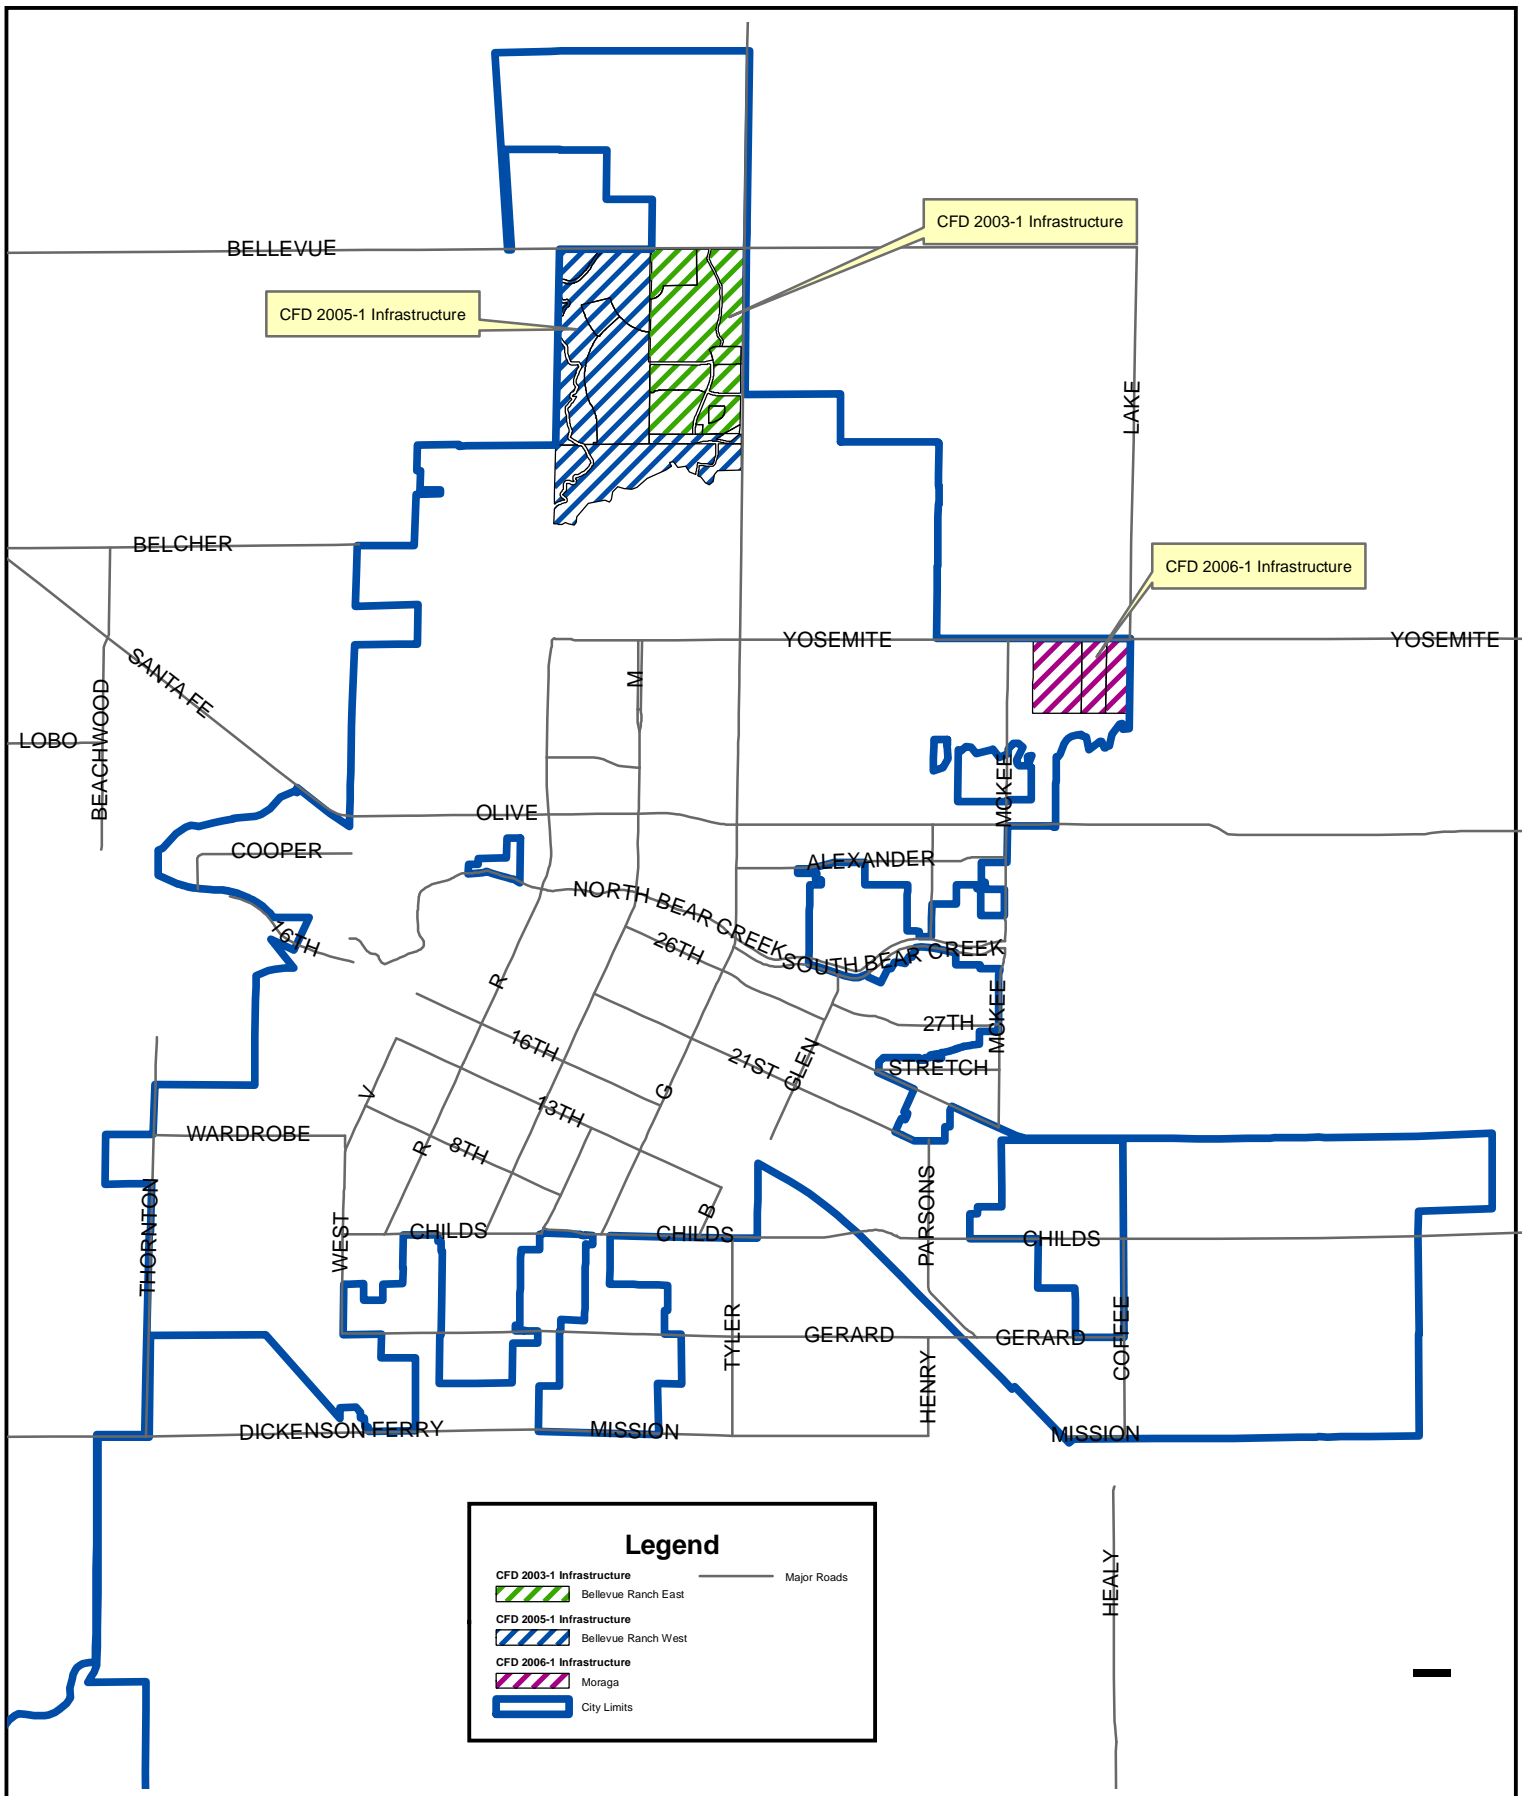 CFD 2003-1 Infrastructure
BELLEVUE
CFD 2005-1 Infrastructure
LAKE
BELCHER
CFD 2006-1 Infrastructure
YOSEMITE
YOSEMITE
SANTA FE
M
BEACHWOOD
LOBO
MCKEE
OLIVE
COOPER
ALEXANDER
NORTH BEAR CREEK
16TH
26TH
SOUTH BEAR CREEK
R
MCKEE
27TH
16TH
21ST
GLEN
STRETCH
V
G
13TH
WARDROBE
R
8TH
PARSONS
THORNTON
WEST
CHILDS
B
CHILDS
CHILDS
TYLER
GERARD
GERARD
COFFEE
HENRY
DICKENSON FERRY
MISSION
MISSION
HEALY
Legend
CFD 2003-1 Infrastructure
Major Roads
Bellevue Ranch East
CFD 2005-1 Infrastructure
Bellevue Ranch West
CFD 2006-1 Infrastructure
Moraga
City Limits